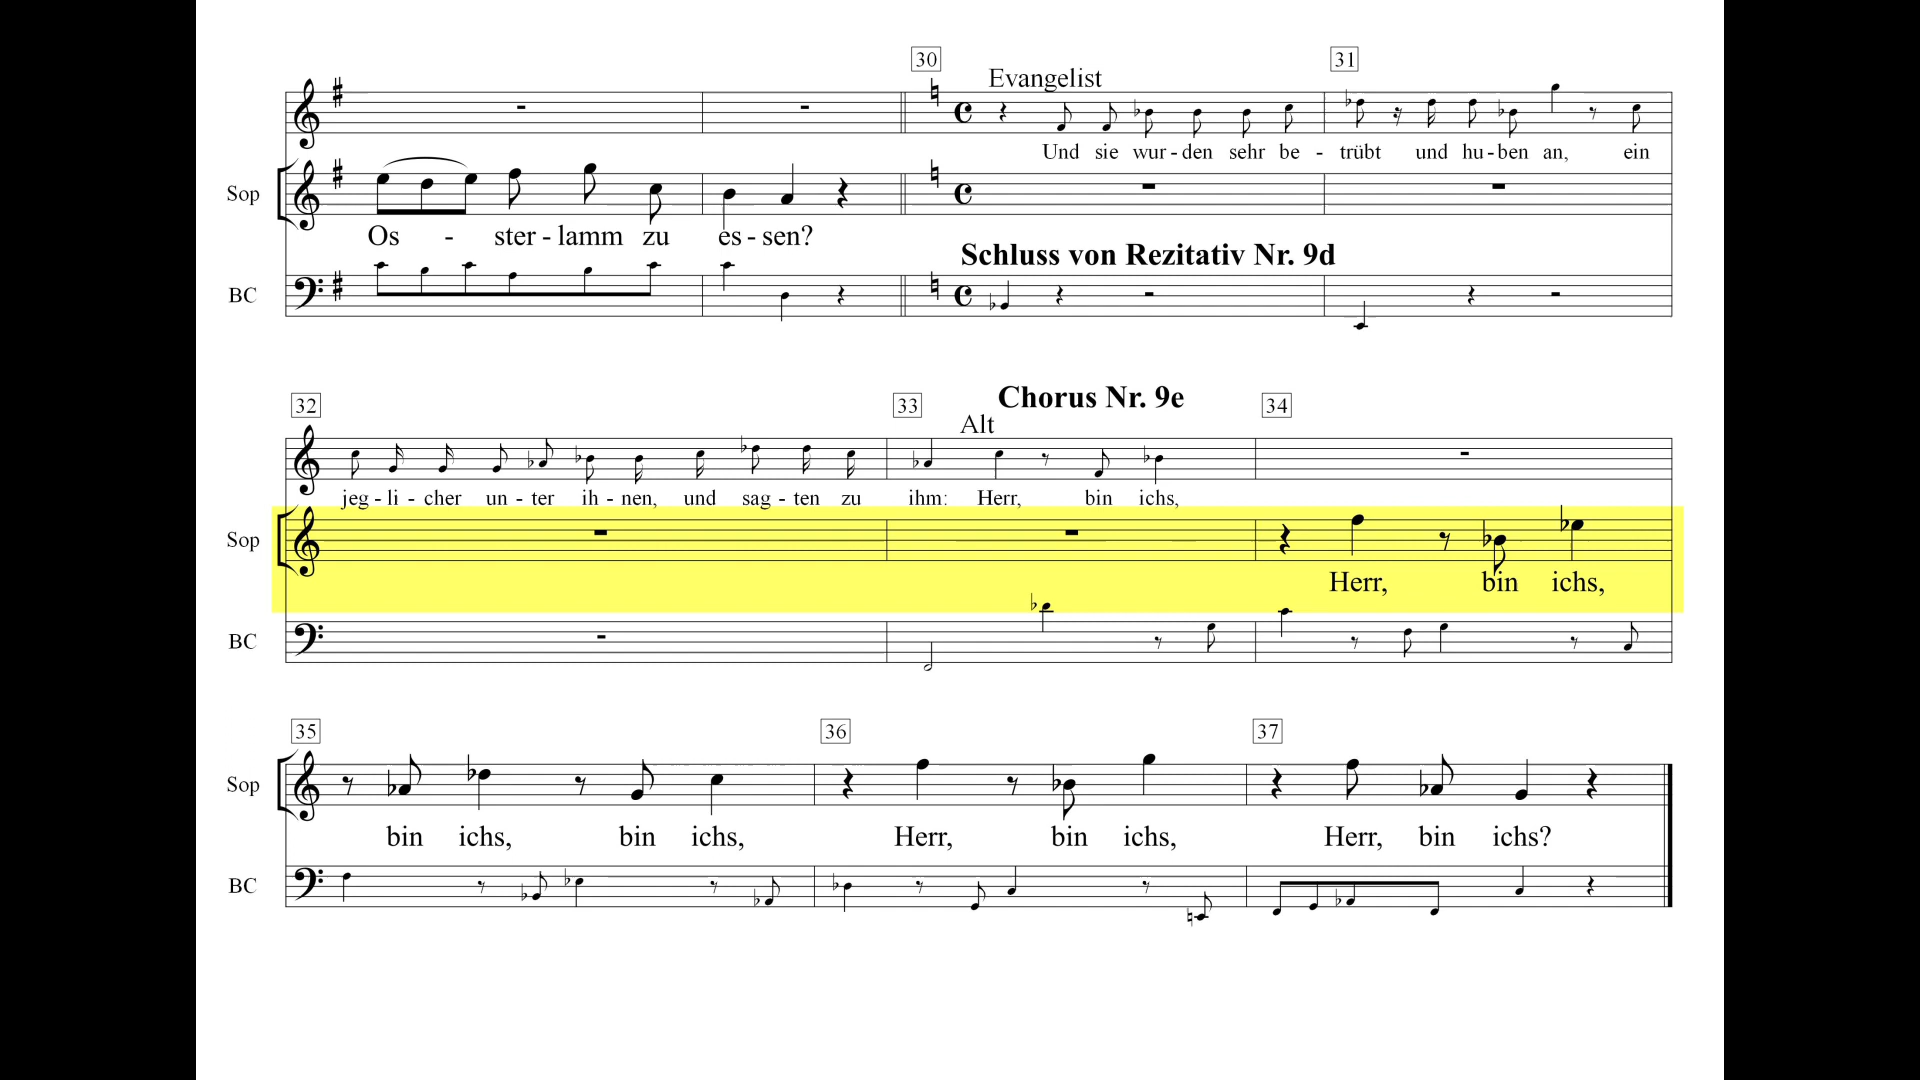 30 31
Evangelist
Und sie wur - den sehr be - trübt und hu - ben an, ein
Sop
Os - ster - lamm zu es - sen?
Schluss von Rezitativ Nr. 9d
BC
32 33 Chorus Nr. 9e 34
Alt
jeg - li - cher un - ter ih - nen, und sag - ten zu ihm: Herr, bin ichs,
Sop
Herr, bin ichs,
BC
35 36 37
Sop
bin ichs, bin ichs, Herr, bin ichs, Herr, bin ichs?
BC